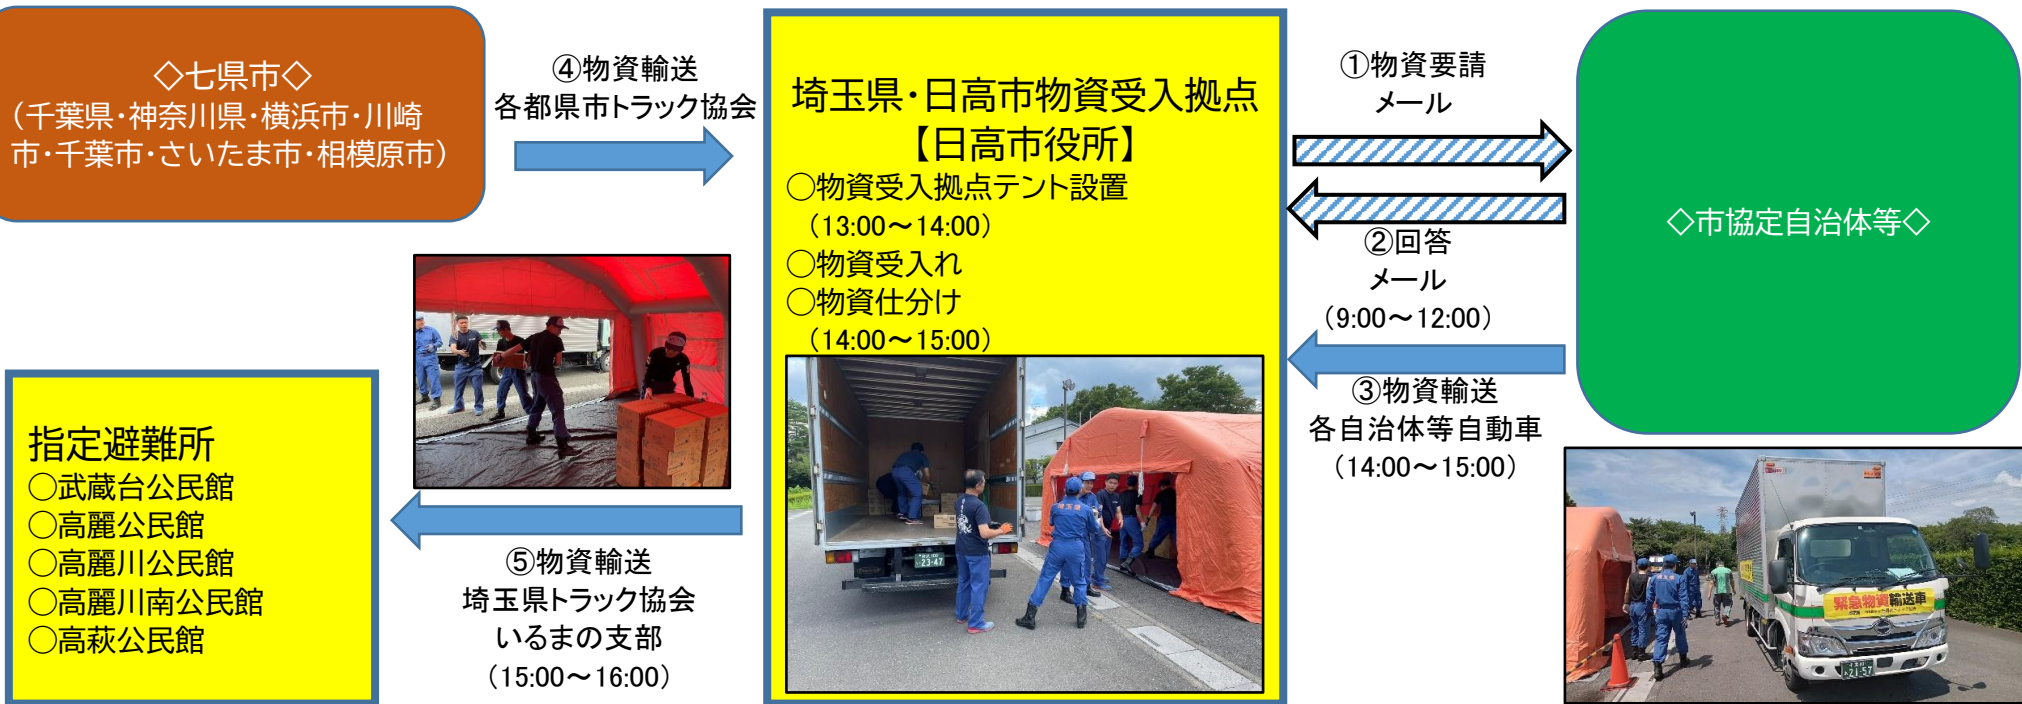 ◇七県市◇
（千葉県・神奈川県・横浜市・川崎
市・千葉市・さいたま市・相模原市）
④物資輸送
各都県市トラック協会
埼玉県・日高市物資受入拠点
【日高市役所】
○物資受入拠点テント設置
（13:00～14:00）
○物資受入れ
○物資仕分け
（14:00～15:00）
①物資要請
メール
②回答
メール
（9:00～12:00）
③物資輸送
各自治体等自動車
（14:00～15:00）
◇市協定自治体等◇
指定避難所
○武蔵台公民館
○高麗公民館
○高麗川公民館
○高麗川南公民館
○高萩公民館
⑤物資輸送
埼玉県トラック協会
いるまの支部
（15:00～16:00）
23-47
埼玉県
緊急物資輸送車
21-57